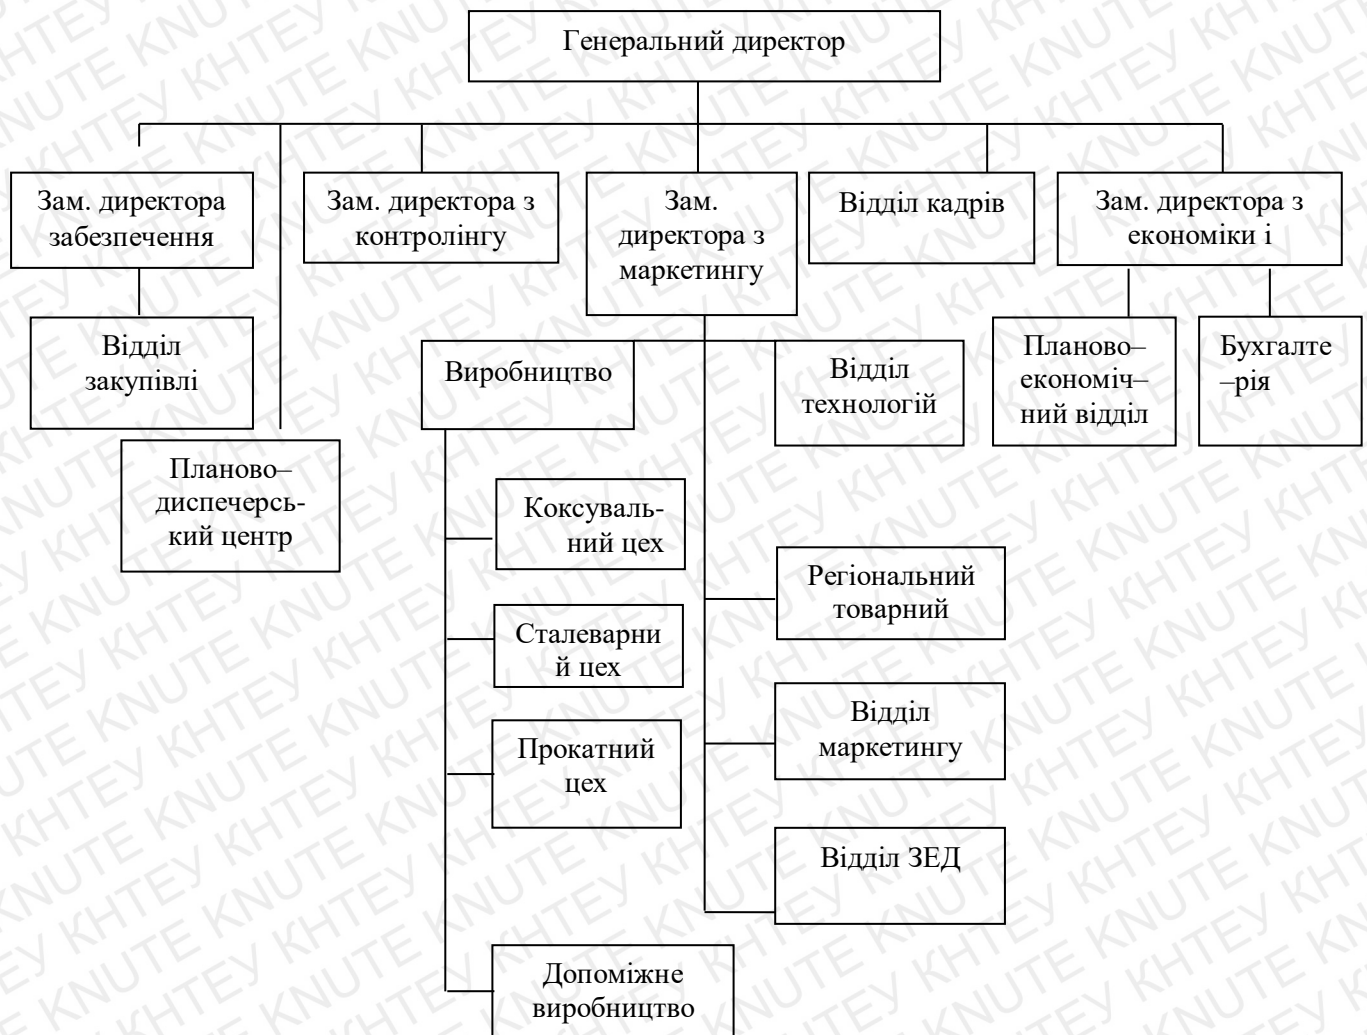 Генеральний директор
Зам. директора
забезпечення
Зам. директора з
контролінгу
Зам.
директора з
маркетингу
Відділ кадрів
Зам. директора з
економіки і
Відділ
закупівлі
Виробництво
Відділ
технологій
Планово–
економіч–
ний відділ
Бухгалте
–рія
Планово–
диспечерсь-
кий центр
Коксуваль-
ний цех
Сталеварни
й цех
Прокатний
цех
Допоміжне
виробництво
Регіональний
товарний
Відділ
маркетингу
Відділ ЗЕД
КНТЕУ KNUTE